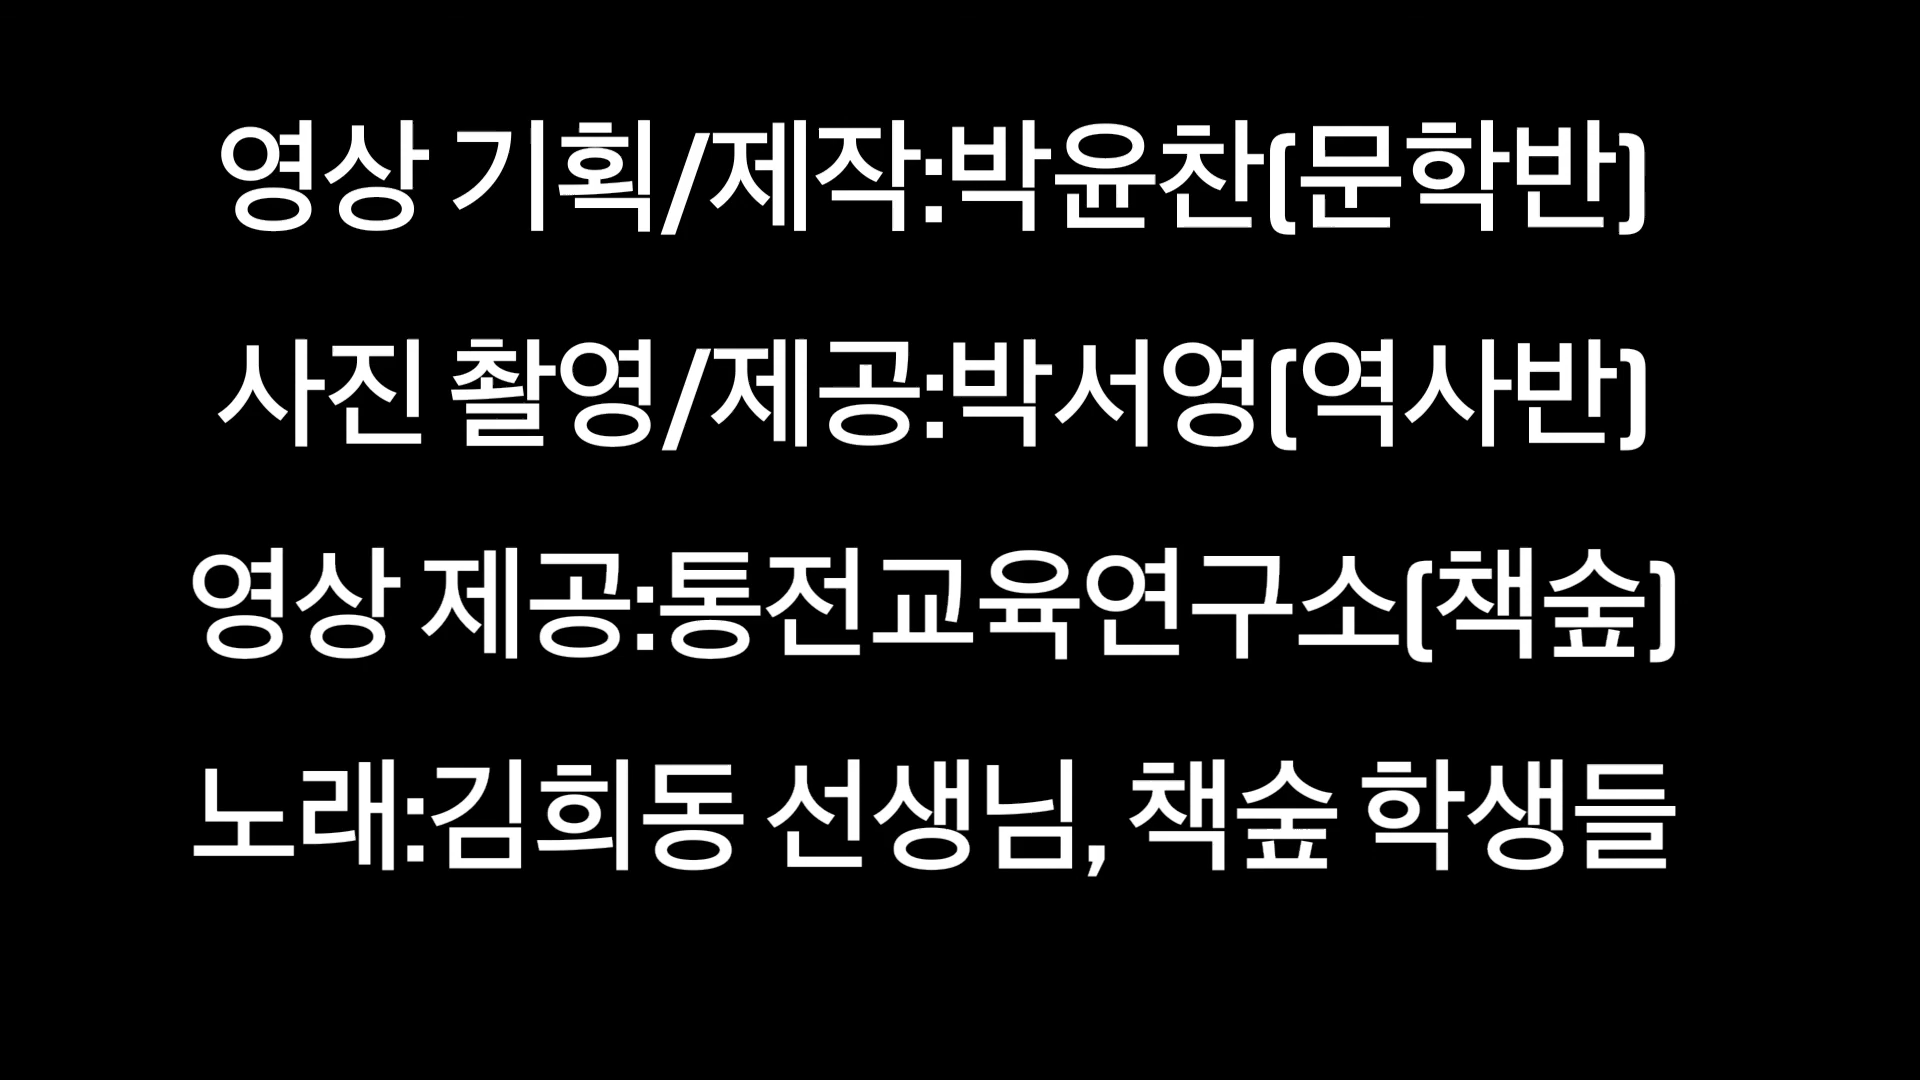 영상 기획/제작:박윤찬(문학반)
사진 촬영/제공:박서영(역사반)
영상 제공:통전교육연구소(책숲)
노래:김희동 선생님, 책숲 학생들